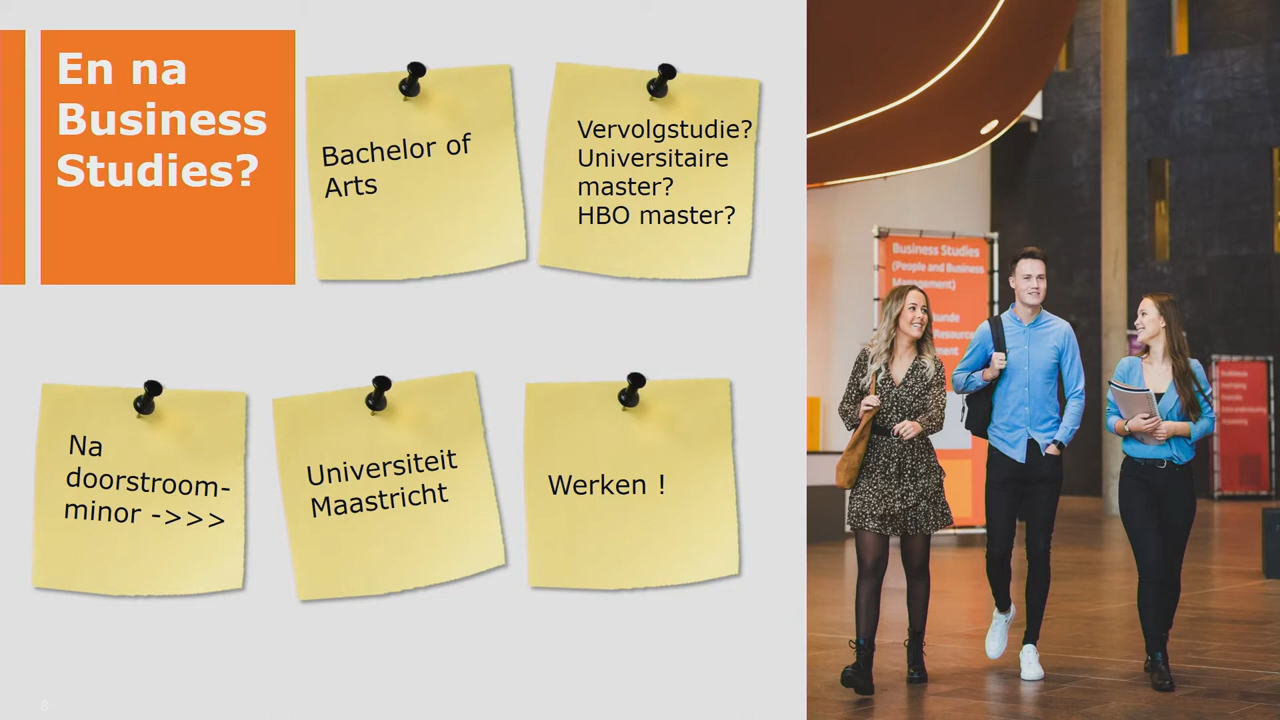 En na
Business
Studies?
Bachelor of
Arts
Vervolgstudie?
Universitaire
master?
HBO master?
Na
doorstroom-
minor ->>>
Universiteit
Maastricht
Werken !
Business Studies
(People and Business
Management)
8